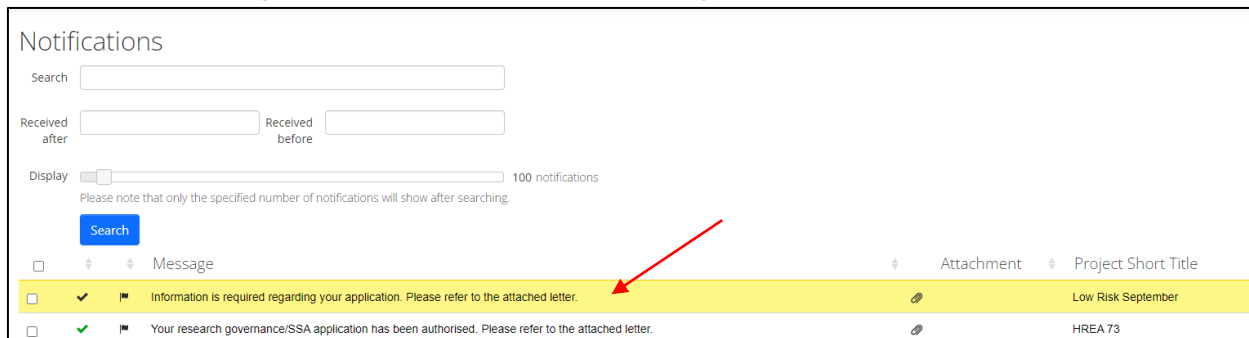 Notifications
Search
Received after
Received before
Display
100 notifications
Please note that only the specified number of notifications will show after searching.
Search
Message Attachment Project Short Title
Information is required regarding your application. Please refer to the attached letter. Low Risk September
Your research governance/SSA application has been authorised. Please refer to the attached letter. HREA 73